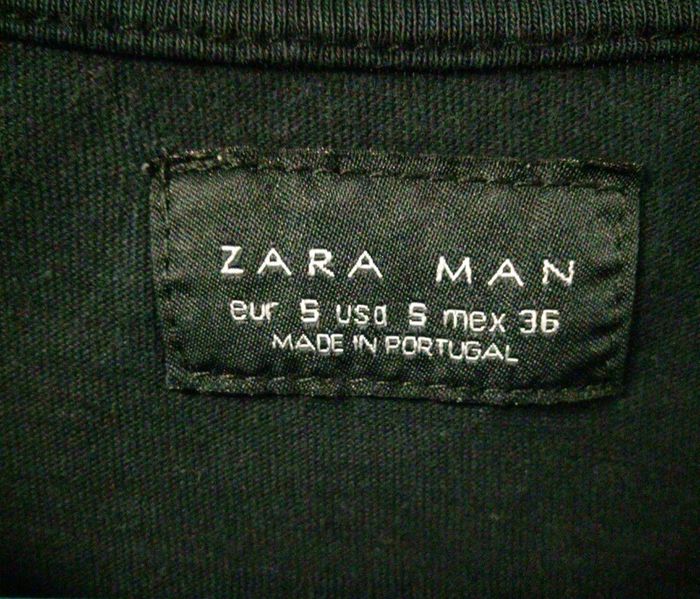 ZARA MAN
eur S usa S mex 36
MADE IN PORTUGAL